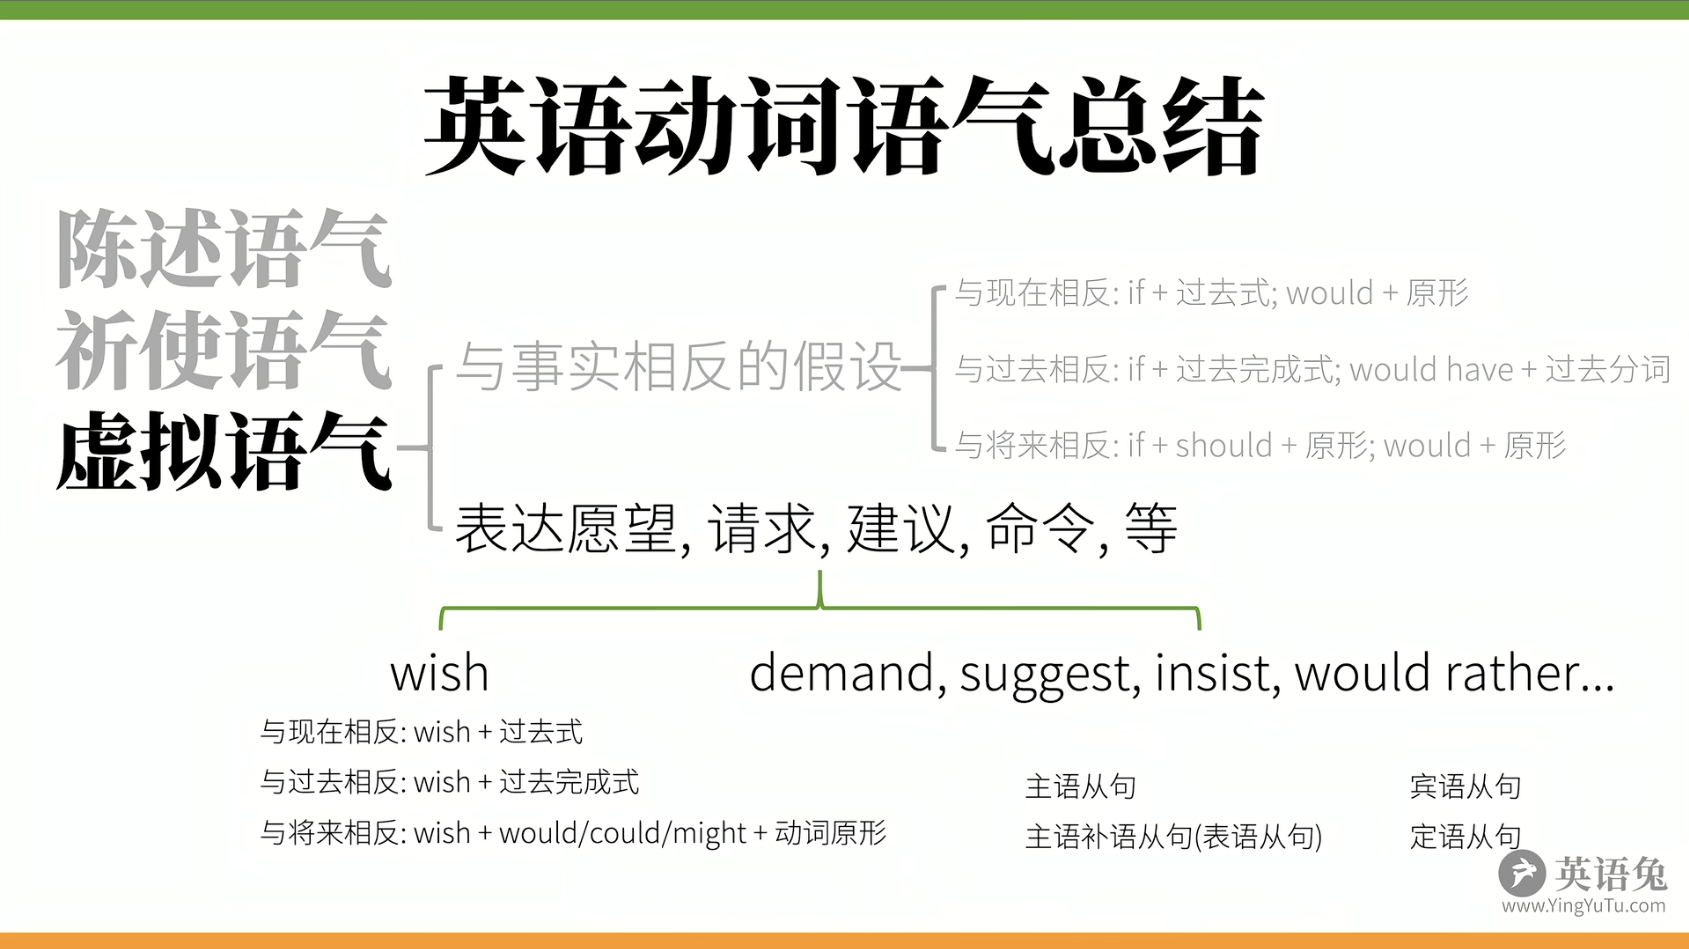 英语动词语气总结
陈述语气
祈使语气
虚拟语气
与事实相反的假设
与现在相反: if + 过去式; would + 原形
与过去相反: if + 过去完成式; would have + 过去分词
与将来相反: if + should + 原形; would + 原形
表达愿望, 请求, 建议, 命令, 等
wish
与现在相反: wish + 过去式
与过去相反: wish + 过去完成式
与将来相反: wish + would/could/might + 动词原形
demand, suggest, insist, would rather...
主语从句
宾语从句
主语补语从句(表语从句)
定语从句
英语兔
www.YingYuTu.com